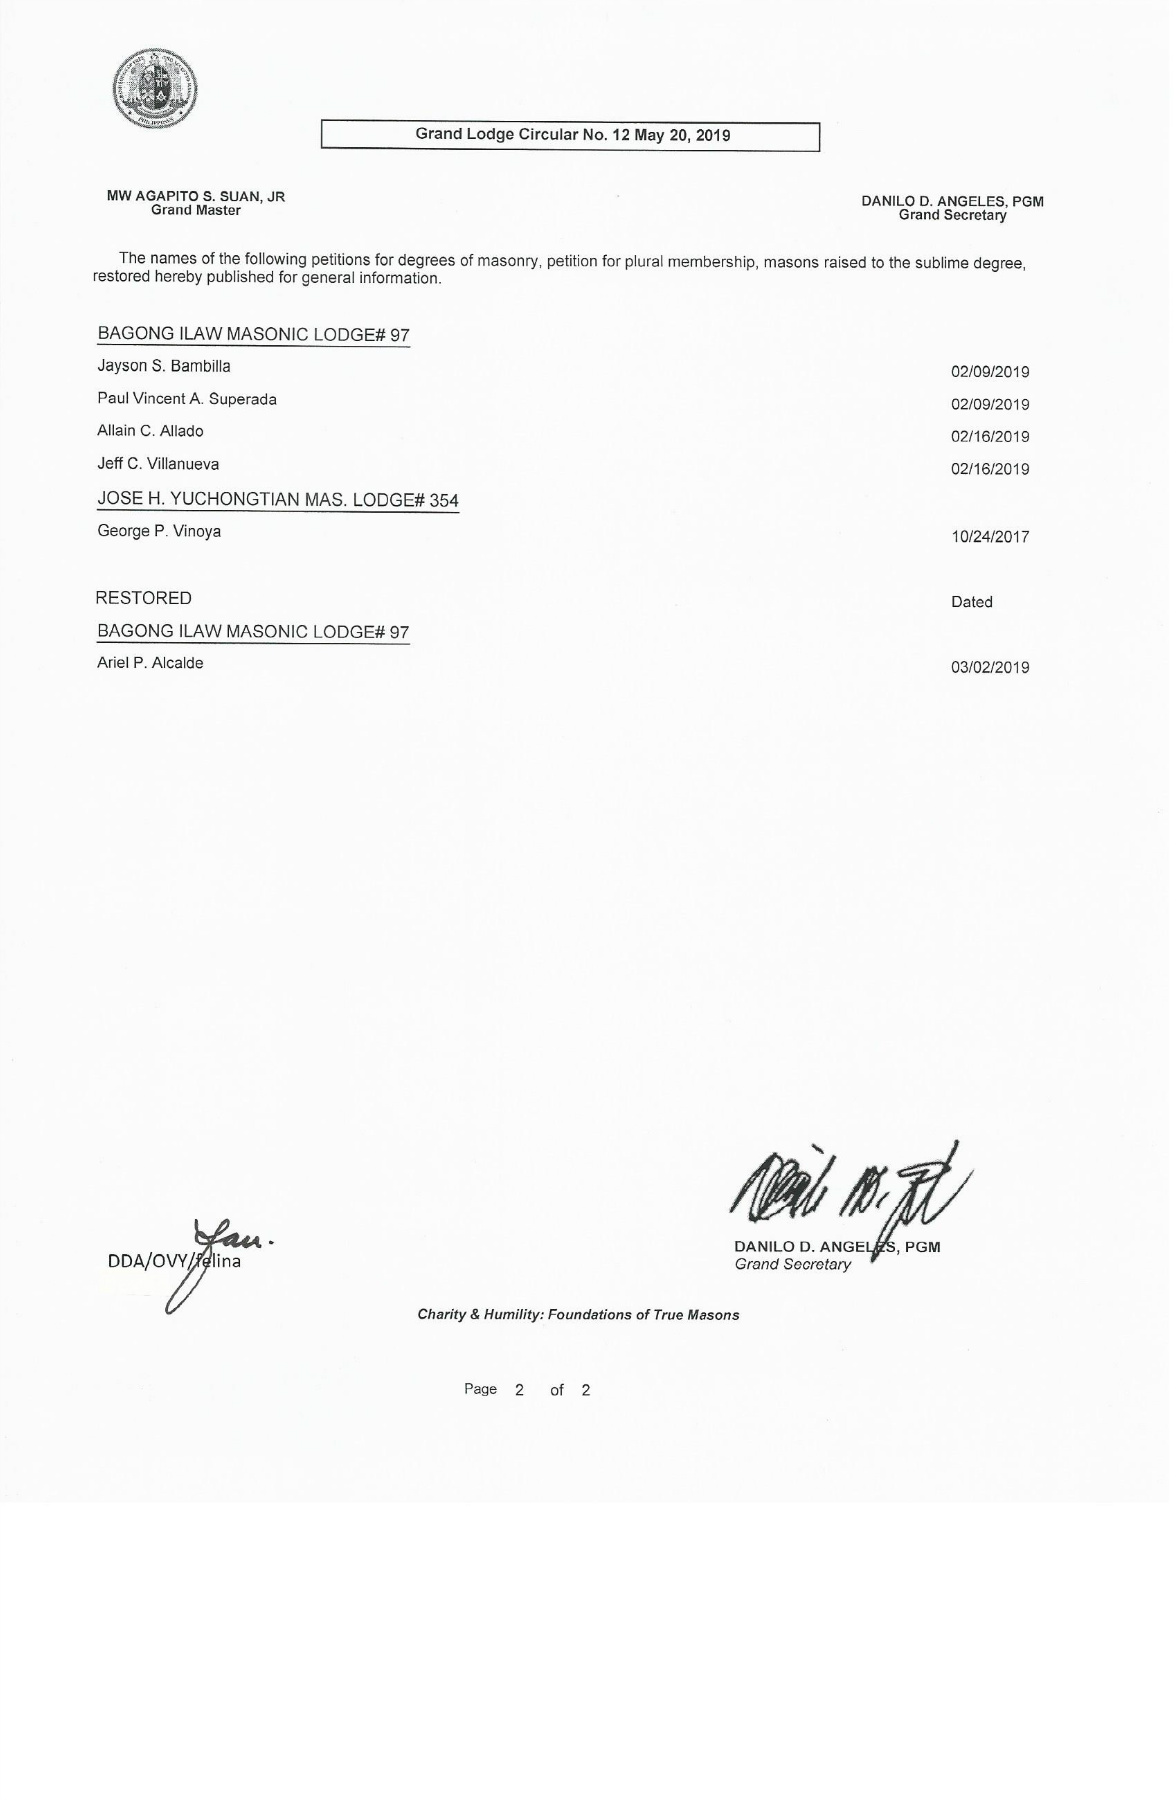 PHILIPPINES
Grand Lodge Circular No. 12 May 20, 2019
MW AGAPITO S. SUAN, JR
Grand Master
DANILO D. ANGELES, PGM
Grand Secretary
The names of the following petitions for degrees of masonry, petition for plural membership, masons raised to the sublime degree,
restored hereby published for general information.
BAGONG ILAW MASONIC LODGE# 97
Jayson S. Bambilla 02/09/2019
Paul Vincent A. Superada 02/09/2019
Allain C. Allado 02/16/2019
Jeff C. Villanueva 02/16/2019
JOSE H. YUCHONGTIAN MAS. LODGE# 354
George P. Vinoya 10/24/2017
RESTORED Dated
BAGONG ILAW MASONIC LODGE# 97
Ariel P. Alcalde 03/02/2019
DDA/OVY/felina
DANILO D. ANGELES, PGM
Grand Secretary
Charity & Humility: Foundations of True Masons
Page 2 of 2